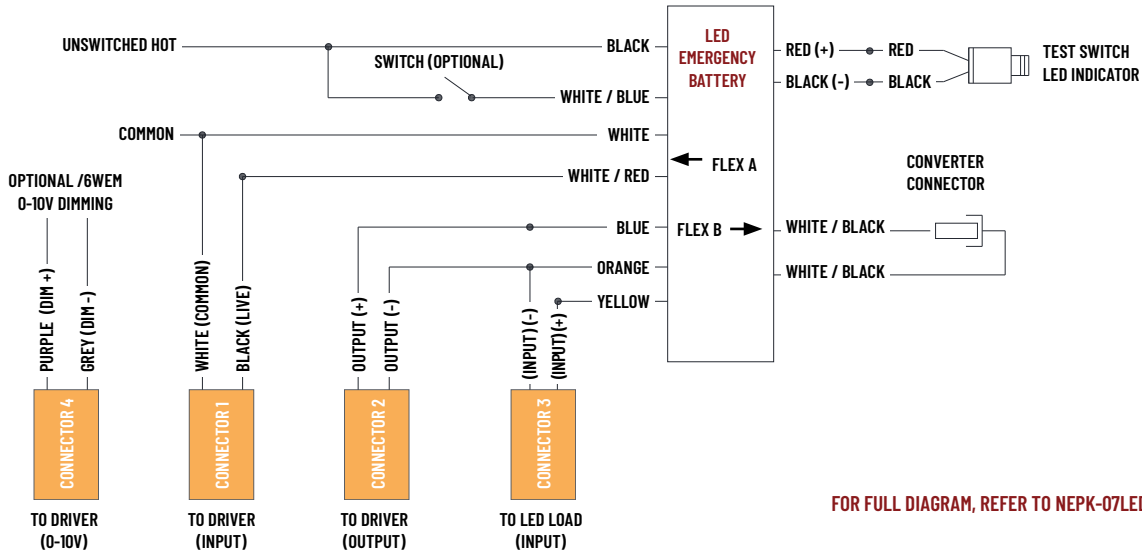 UNSWITCHED HOT
BLACK
SWITCH (OPTIONAL)
WHITE / BLUE
COMMON
WHITE
WHITE / RED
OPTIONAL /6WEM
0-10V DIMMING
BLUE
ORANGE
YELLOW
LED
EMERGENCY
BATTERY
FLEX A
FLEX B
RED (+)
RED
BLACK (-)
BLACK
TEST SWITCH
LED INDICATOR
CONVERTER
CONNECTOR
WHITE / BLACK
WHITE / BLACK
PURPLE (DIM +)
GREY (DIM -)
WHITE (COMMON)
BLACK (LIVE)
OUTPUT (+)
OUTPUT (-)
(INPUT) (-)
(INPUT) (+)
CONNECTOR 4
CONNECTOR 1
CONNECTOR 2
CONNECTOR 3
TO DRIVER
(0-10V)
TO DRIVER
(INPUT)
TO DRIVER
(OUTPUT)
TO LED LOAD
(INPUT)
FOR FULL DIAGRAM, REFER TO NEPK-07LED